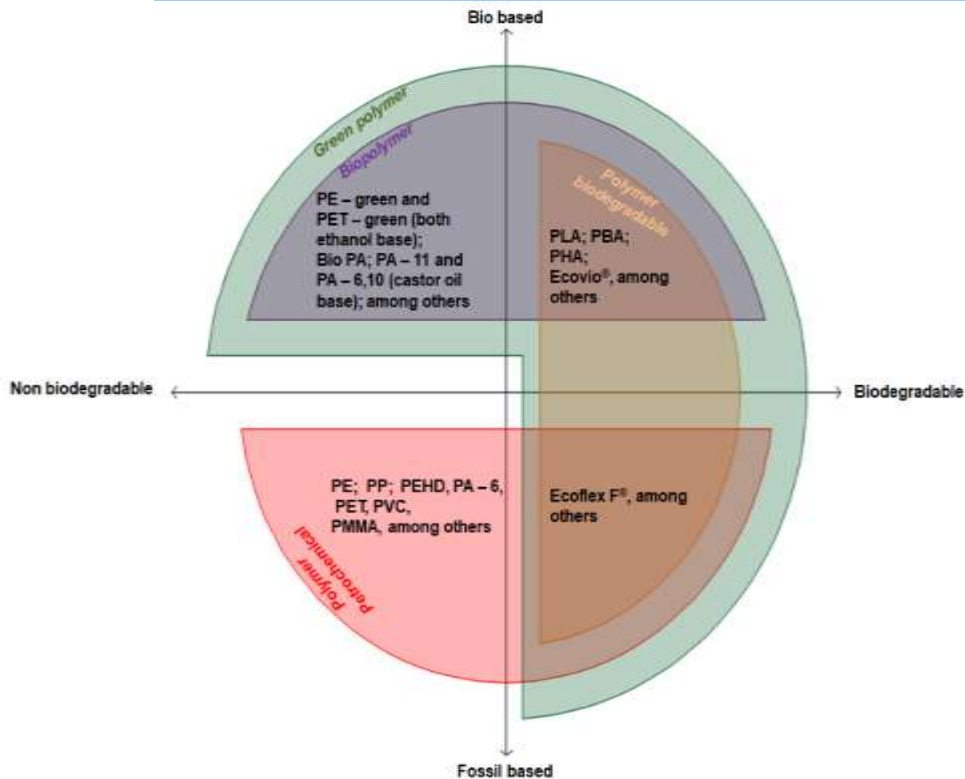 Bio based
Green polymer
Biopolymer
Polymer
biodegradable
PE – green and
PET – green (both
ethanol base);
Bio PA; PA – 11 and
PA – 6,10 (castor oil
base); among others
PLA; PBA;
PHA;
Ecovio®, among
others
Non biodegradable
Biodegradable
PE; PP; PEHD, PA – 6,
PET, PVC,
PMMA, among others
Ecoflex F®, among
others
Polymer
Petrochemical
Fossil based